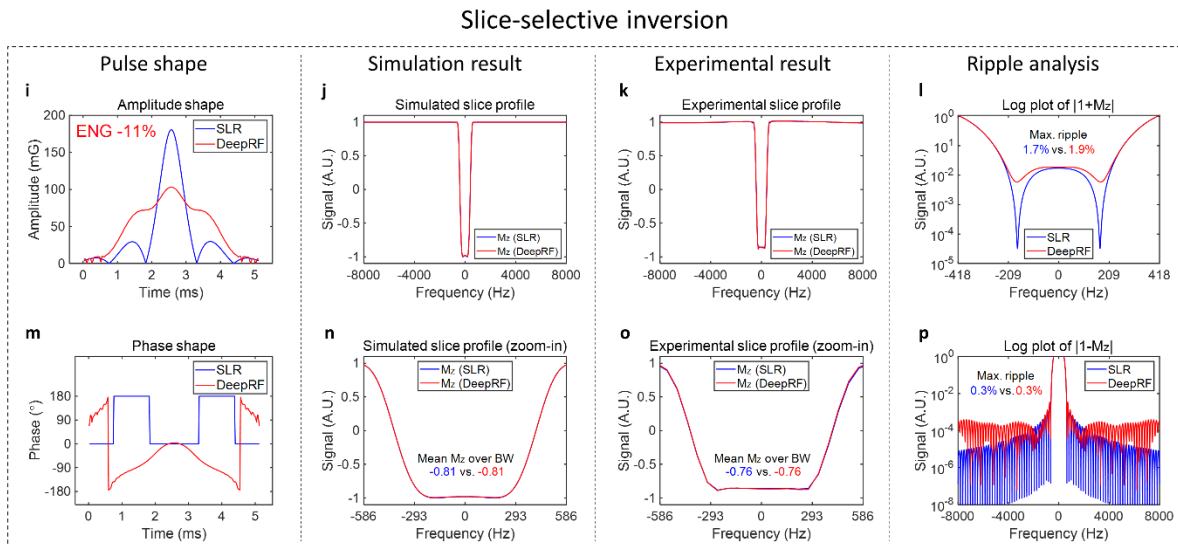 Slice-selective inversion
Pulse shape
Simulation result
Experimental result
Ripple analysis
i
Amplitude shape
ENG -11%
SLR
DeepRF
Amplitude (mG)
200
150
100
50
0
0 1 2 3 4 5
Time (ms)
j
Simulated slice profile
Signal (A.U.)
1
0.5
0
-0.5
-1
Mz (SLR)
Mz (DeepRF)
-8000 -4000 0 4000 8000
Frequency (Hz)
k
Experimental slice profile
Signal (A.U.)
1
0.5
0
-0.5
-1
Mz (SLR)
Mz (DeepRF)
-8000 -4000 0 4000 8000
Frequency (Hz)
l
Log plot of |1+Mz|
Max. ripple
1.7% vs. 1.9%
SLR
DeepRF
Signal (A.U.)
10^0
10^-1
10^-2
10^-3
10^-4
10^-5
-418 -209 0 209 418
Frequency (Hz)
m
Phase shape
SLR
DeepRF
Phase (°)
180
90
0
-90
-180
0 1 2 3 4 5
Time (ms)
n
Simulated slice profile (zoom-in)
Mz (SLR)
Mz (DeepRF)
Mean Mz over BW
-0.81 vs. -0.81
Signal (A.U.)
1
0.5
0
-0.5
-1
-586 -293 0 293 586
Frequency (Hz)
o
Experimental slice profile (zoom-in)
Mz (SLR)
Mz (DeepRF)
Mean Mz over BW
-0.76 vs. -0.76
Signal (A.U.)
1
0.5
0
-0.5
-1
-586 -293 0 293 586
Frequency (Hz)
p
Log plot of |1-Mz|
Max. ripple
0.3% vs. 0.3%
SLR
DeepRF
Signal (A.U.)
10^0
10^-2
10^-4
10^-6
10^-8
-8000 -4000 0 4000 8000
Frequency (Hz)